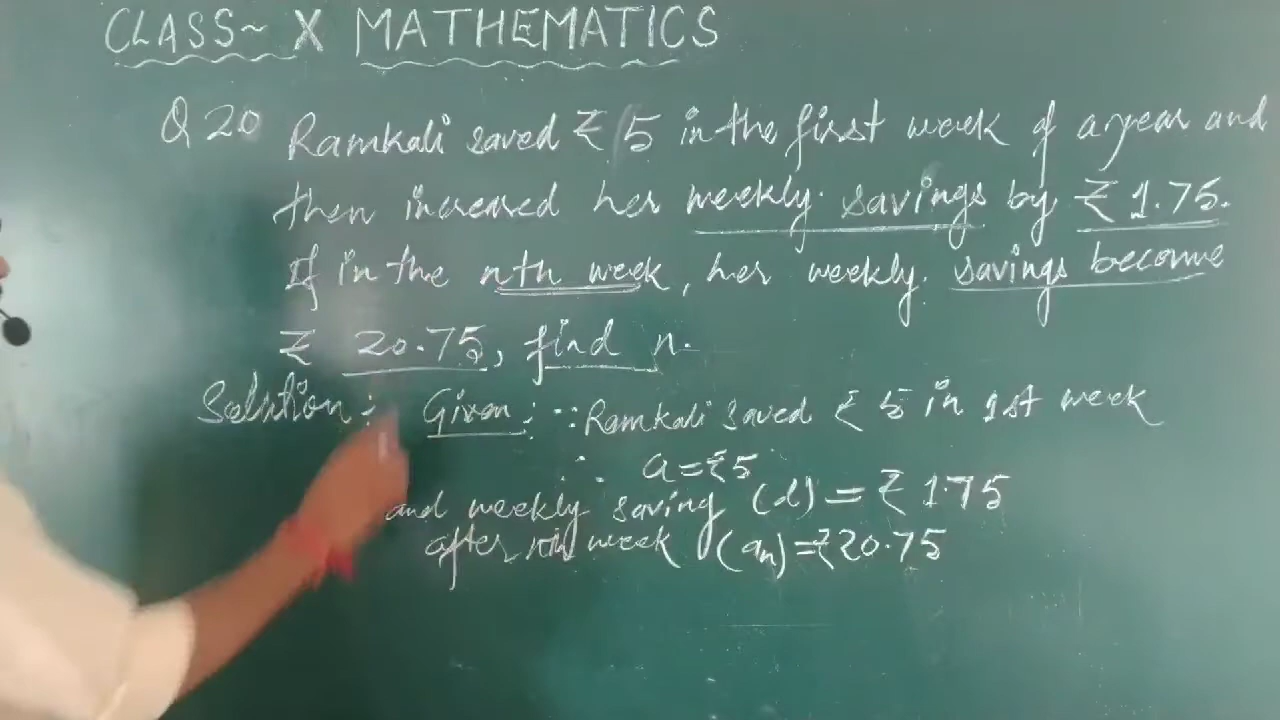 CLASS~ X MATHEMATICS
Q 20 Ramkali saved ₹ 5 in the first week of a year and
then increased her weekly savings by ₹ 1.75.
If in the nth week, her weekly savings become
₹ 20.75, find n.
Solution: Given: ∵ Ramkali saved ₹ 5 in 1st week
∴ a=₹5
and weekly saving (d) = ₹ 1.75
after nth week (an)=₹20.75